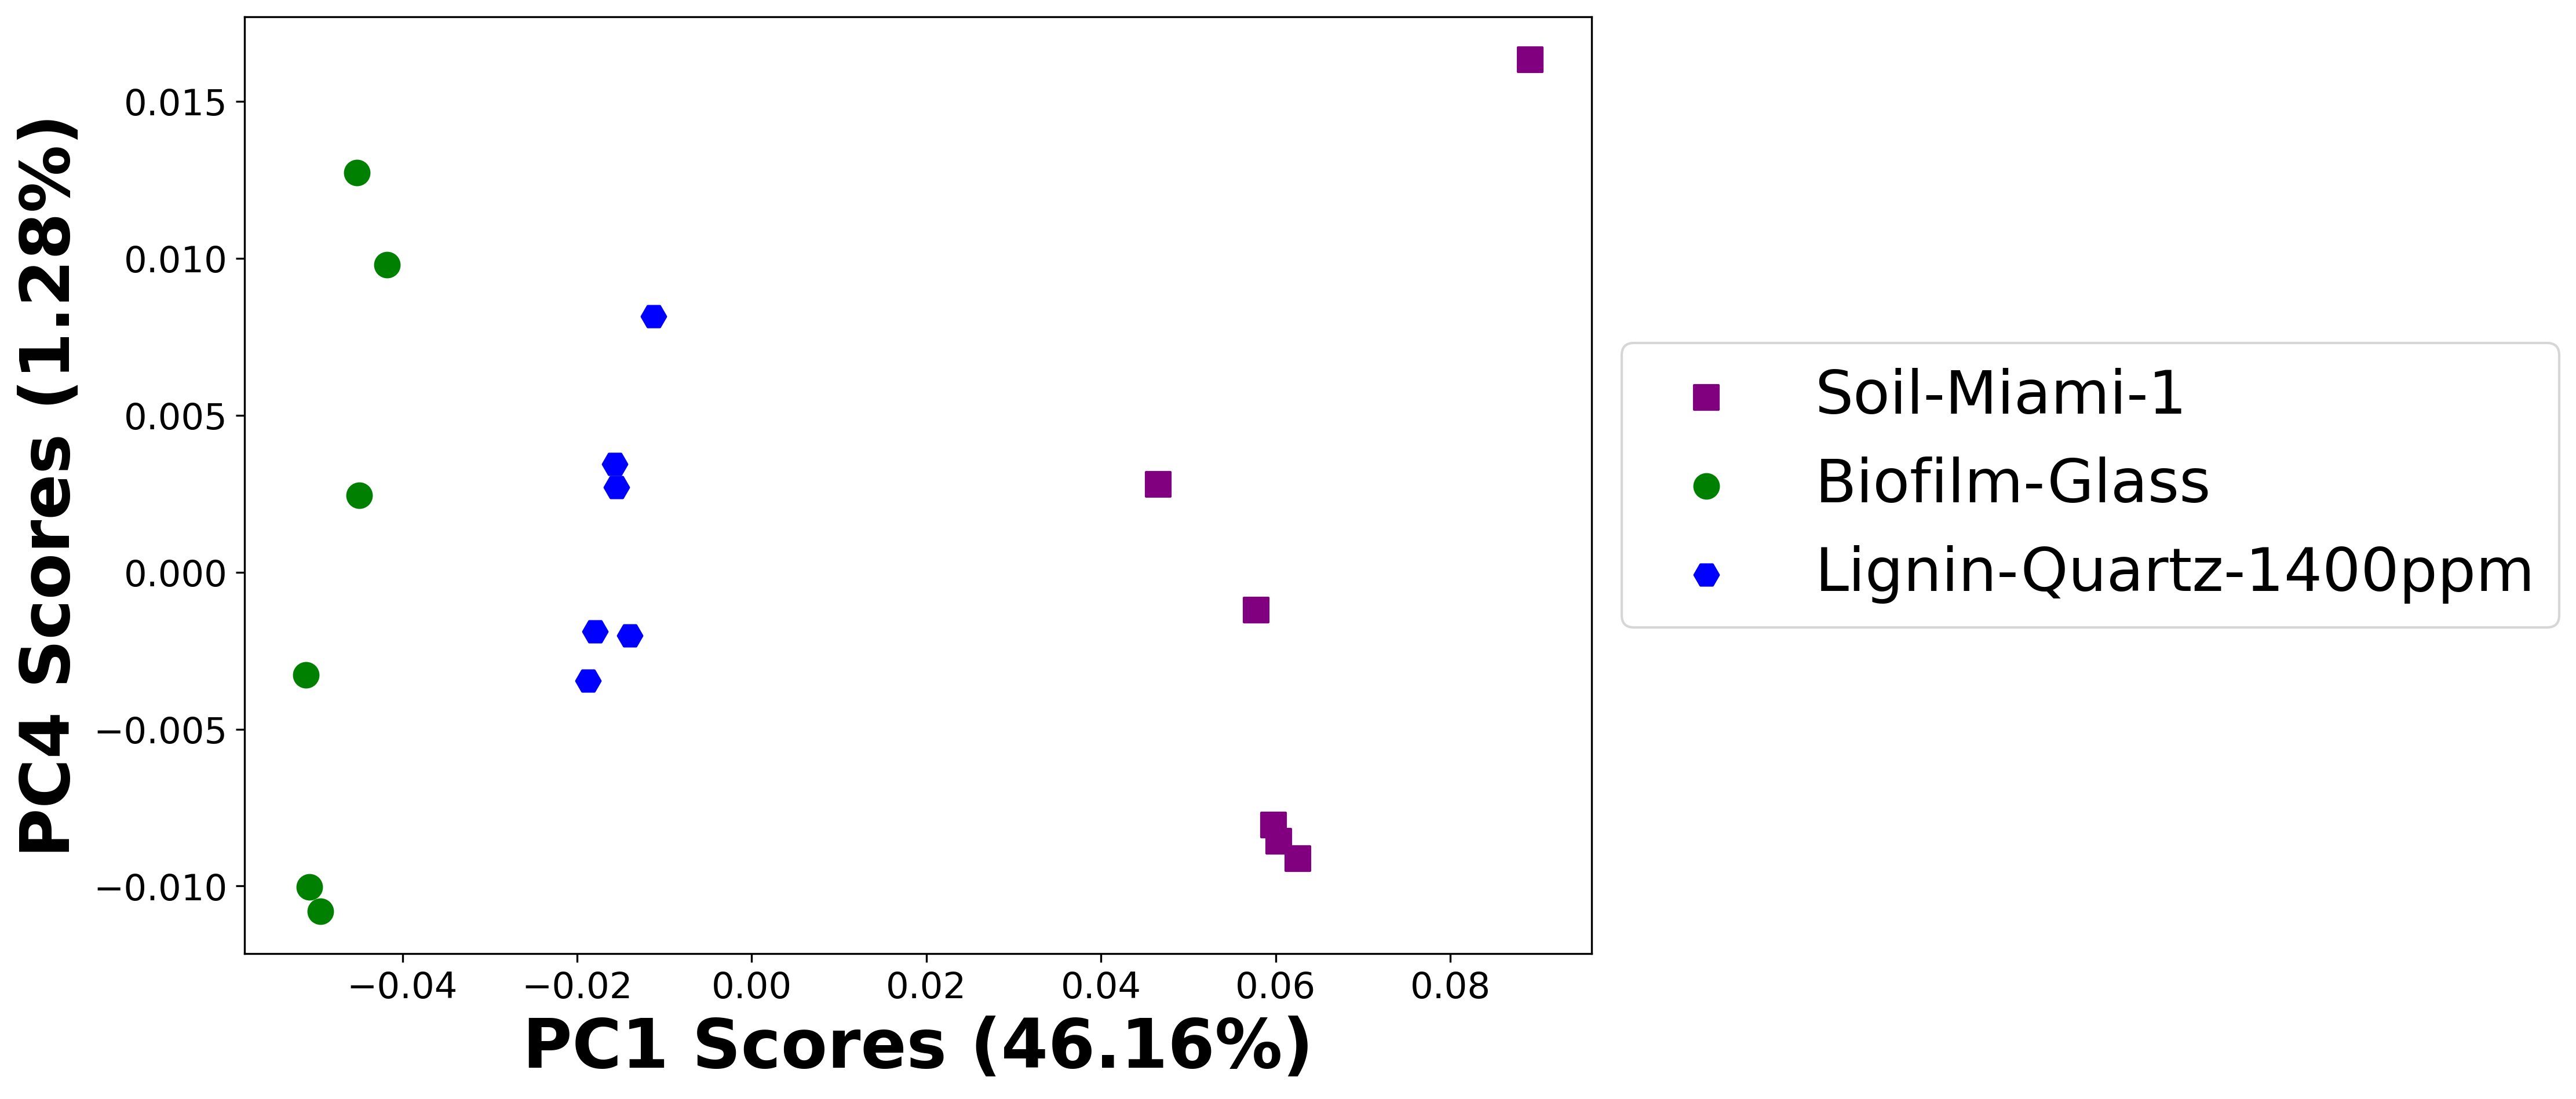 PC4 Scores (1.28%)
0.015
0.010
0.005
0.000
−0.005
−0.010
−0.04
−0.02
0.00
0.02
0.04
0.06
0.08
PC1 Scores (46.16%)
Soil-Miami-1
Biofilm-Glass
Lignin-Quartz-1400ppm